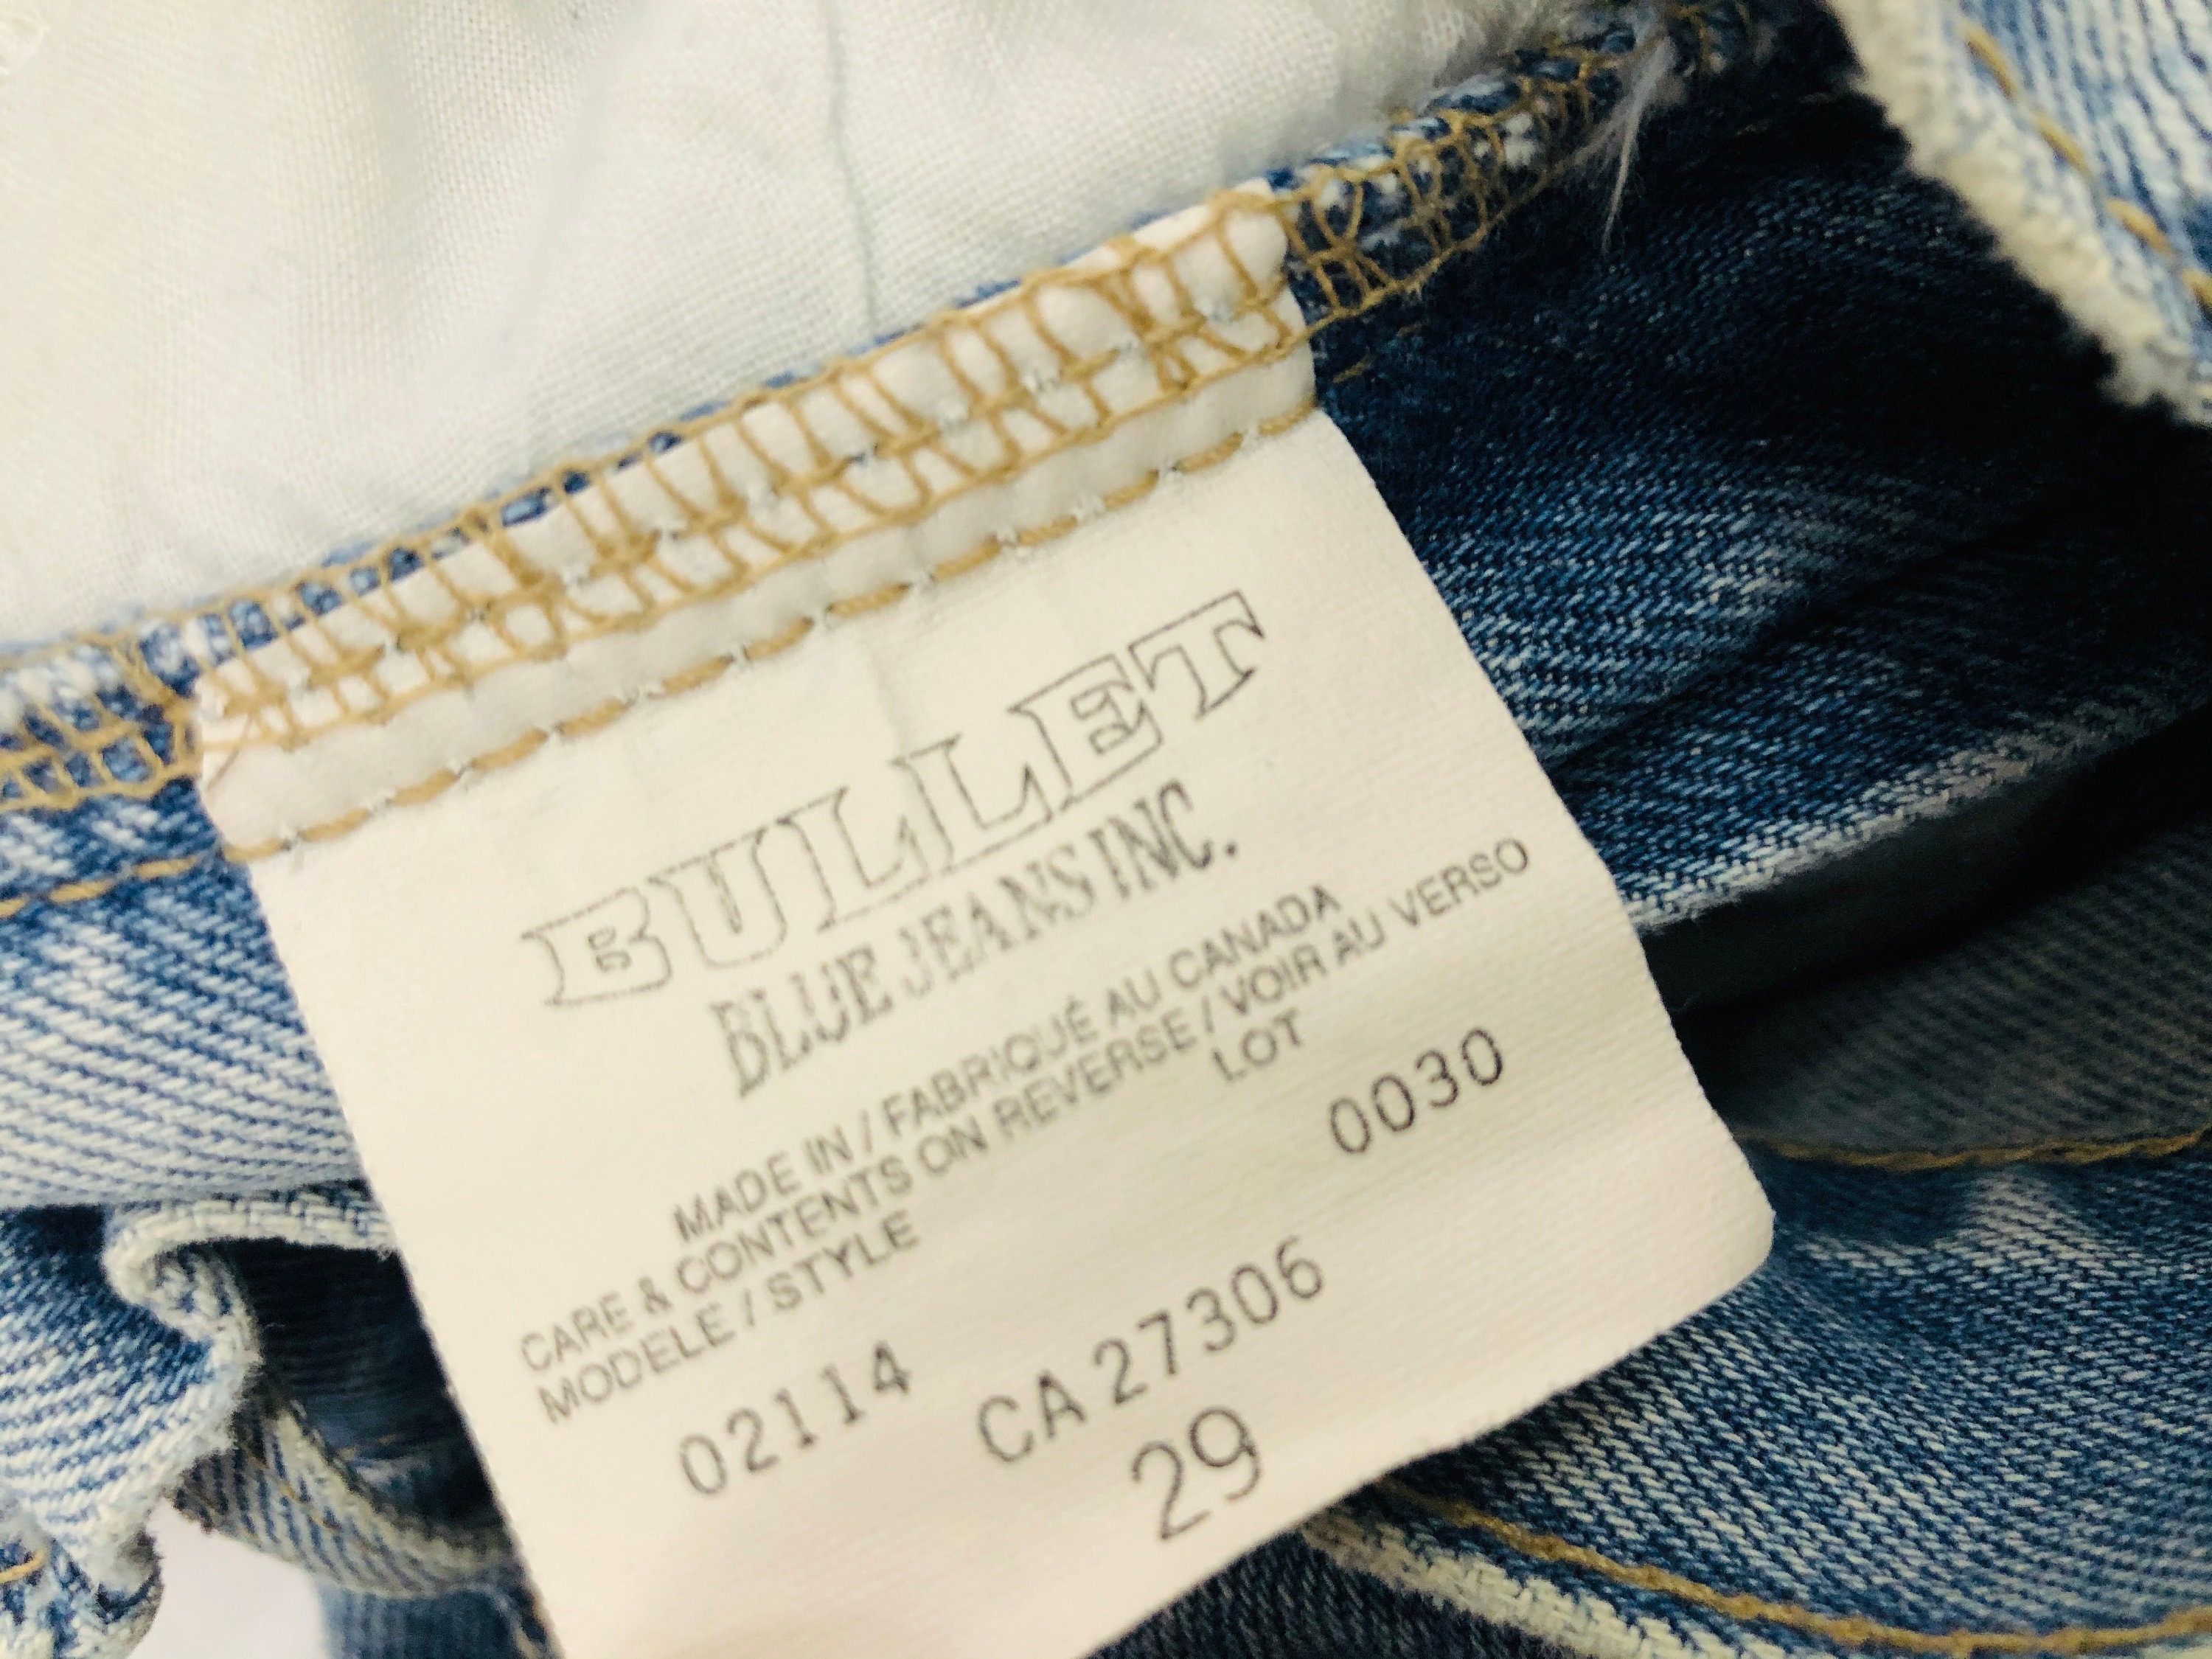 BULLET
BLUE JEANS INC.
MADE IN / FABRIQUÉ AU CANADA
CARE & CONTENTS ON REVERSE / VOIR AU VERSO
MODELE / STYLE LOT
02114 0030
CA 27306
29